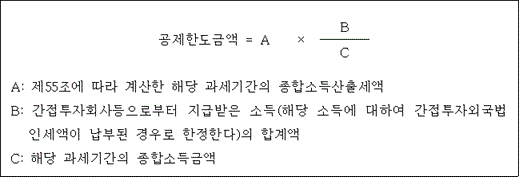 공제한도금액 = A × B / C
A: 제55조에 따라 계산한 해당 과세기간의 종합소득산출세액
B: 간접투자회사등으로부터 지급받은 소득(해당 소득에 대하여 간접투자외국법
인세액이 납부된 경우로 한정한다)의 합계액
C: 해당 과세기간의 종합소득금액